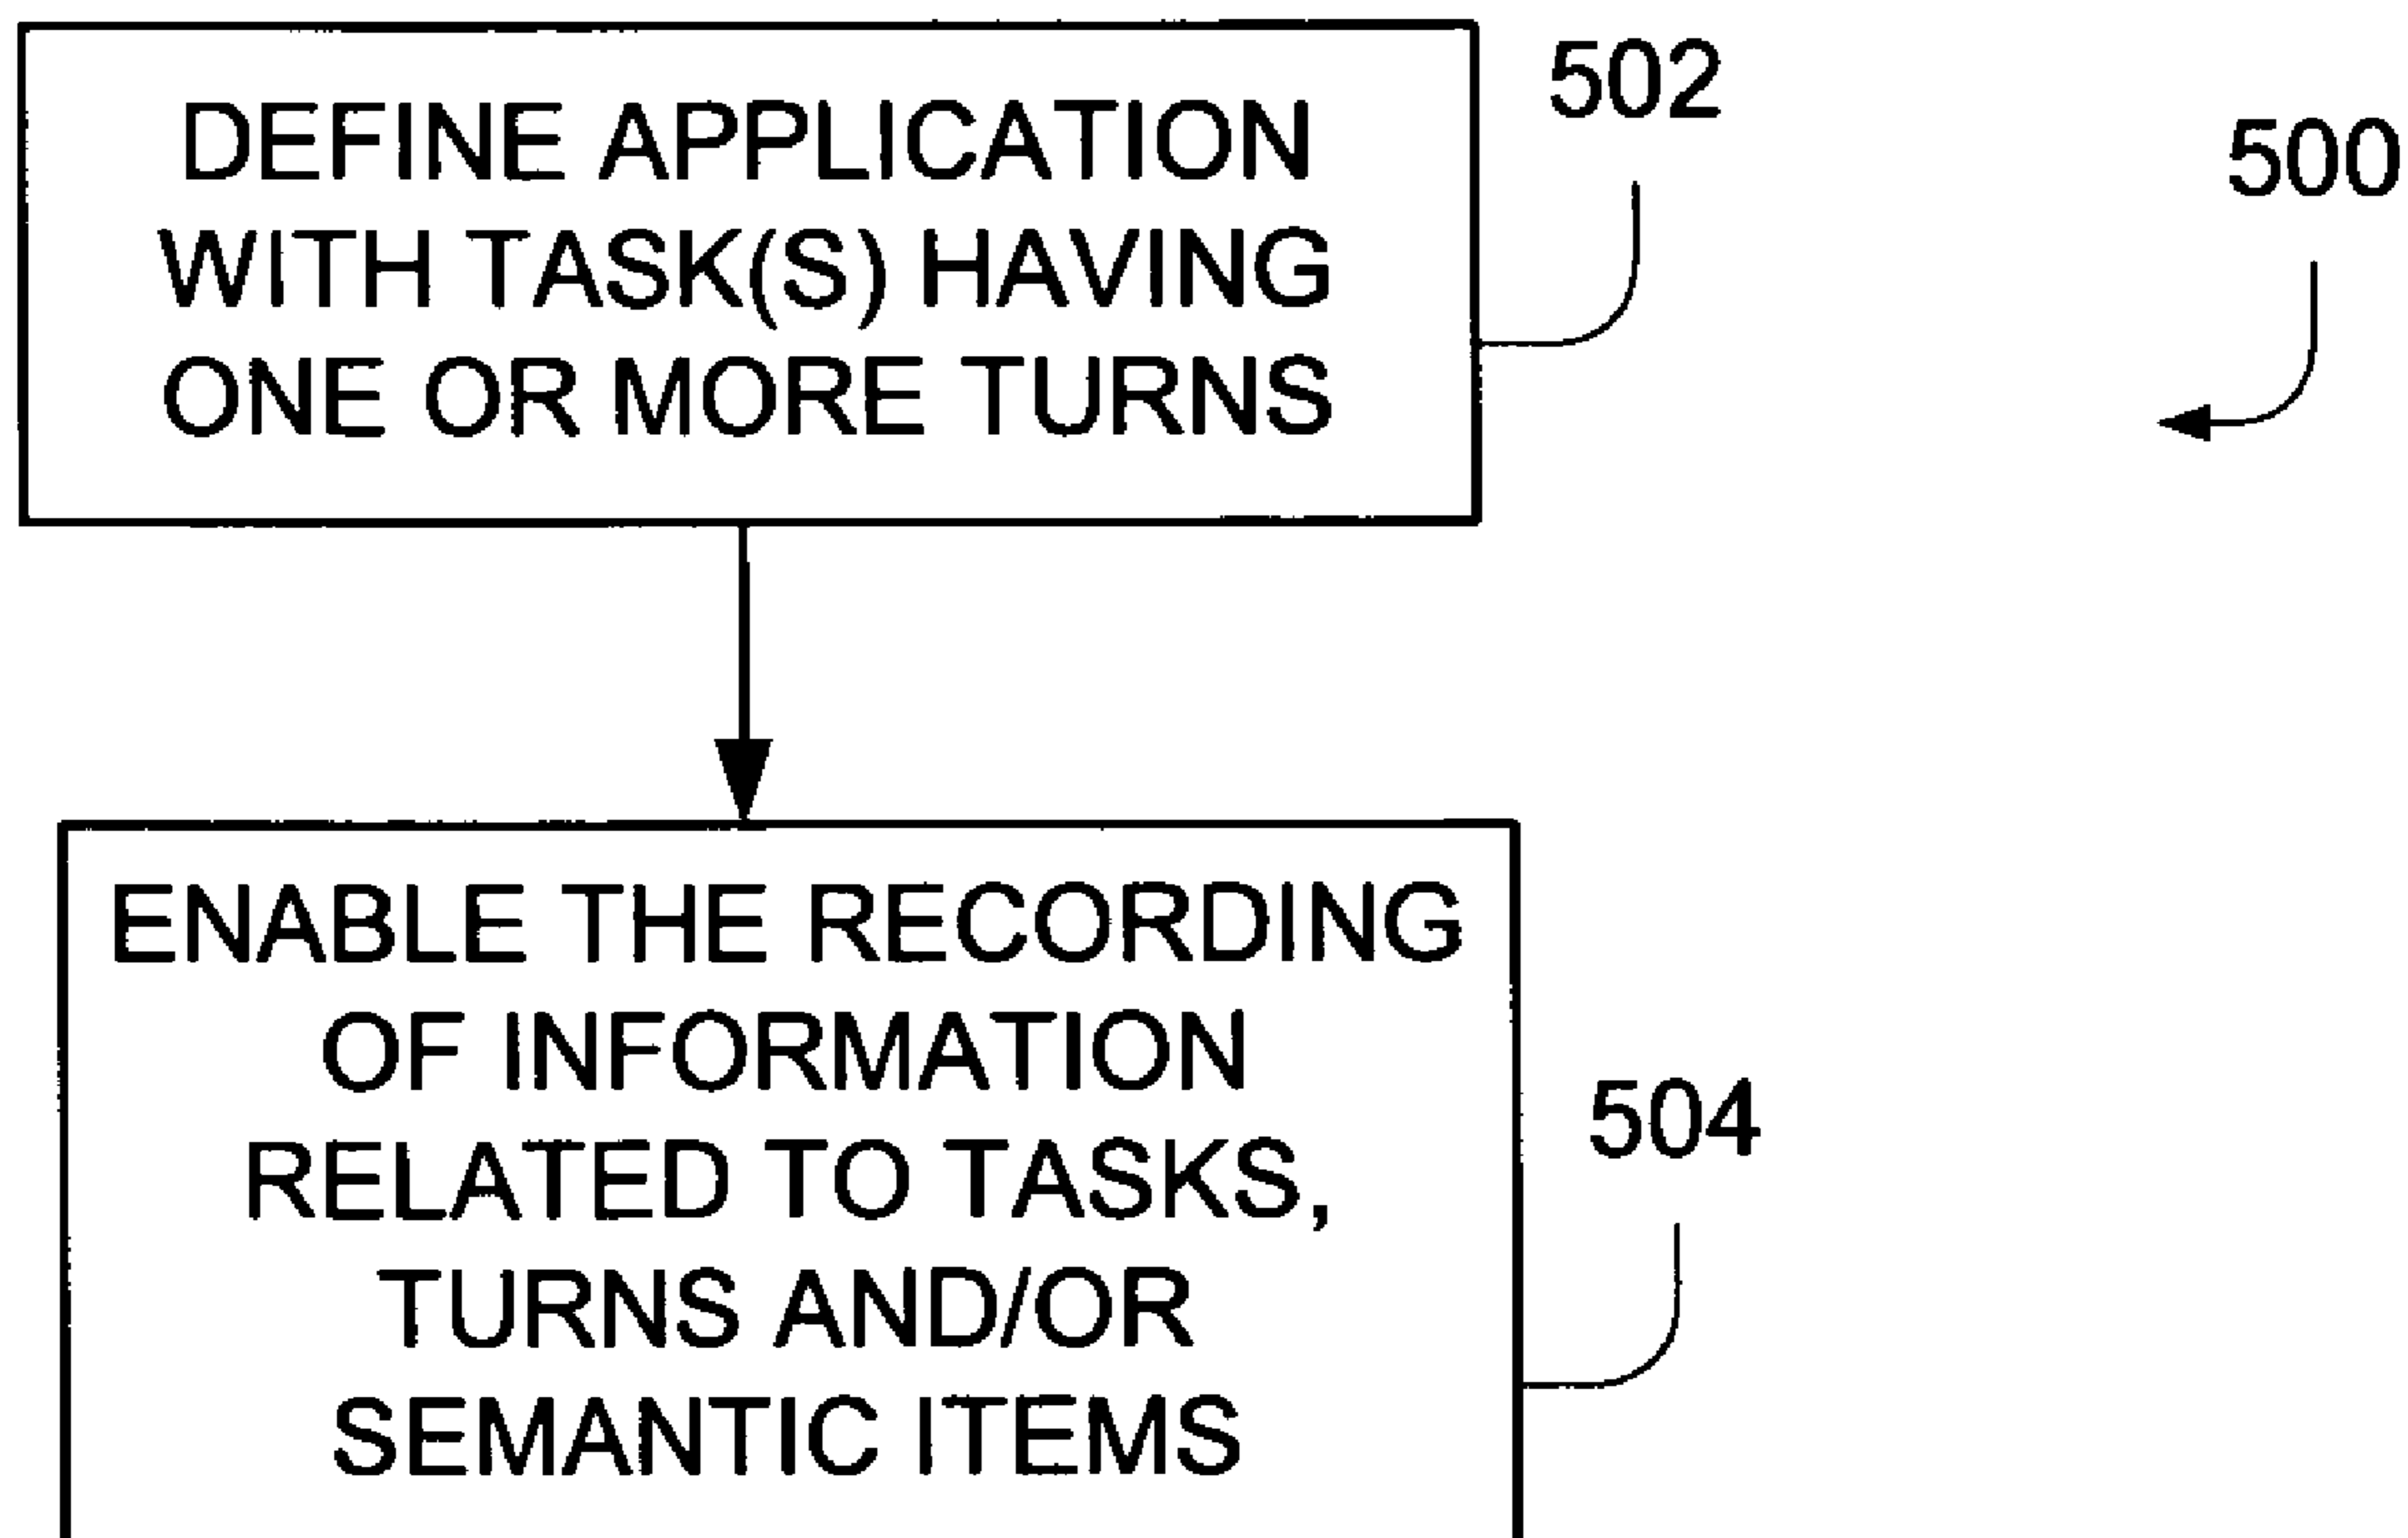 DEFINE APPLICATION
WITH TASK(S) HAVING
ONE OR MORE TURNS
502
500
ENABLE THE RECORDING
OF INFORMATION
RELATED TO TASKS,
TURNS AND/OR
SEMANTIC ITEMS
504